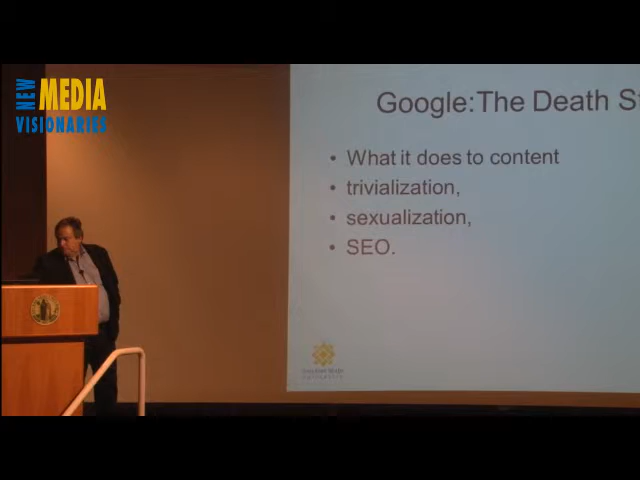 NEW MEDIA
VISIONARIES
Google:The Death S
• What it does to content
• trivialization,
• sexualization,
• SEO.